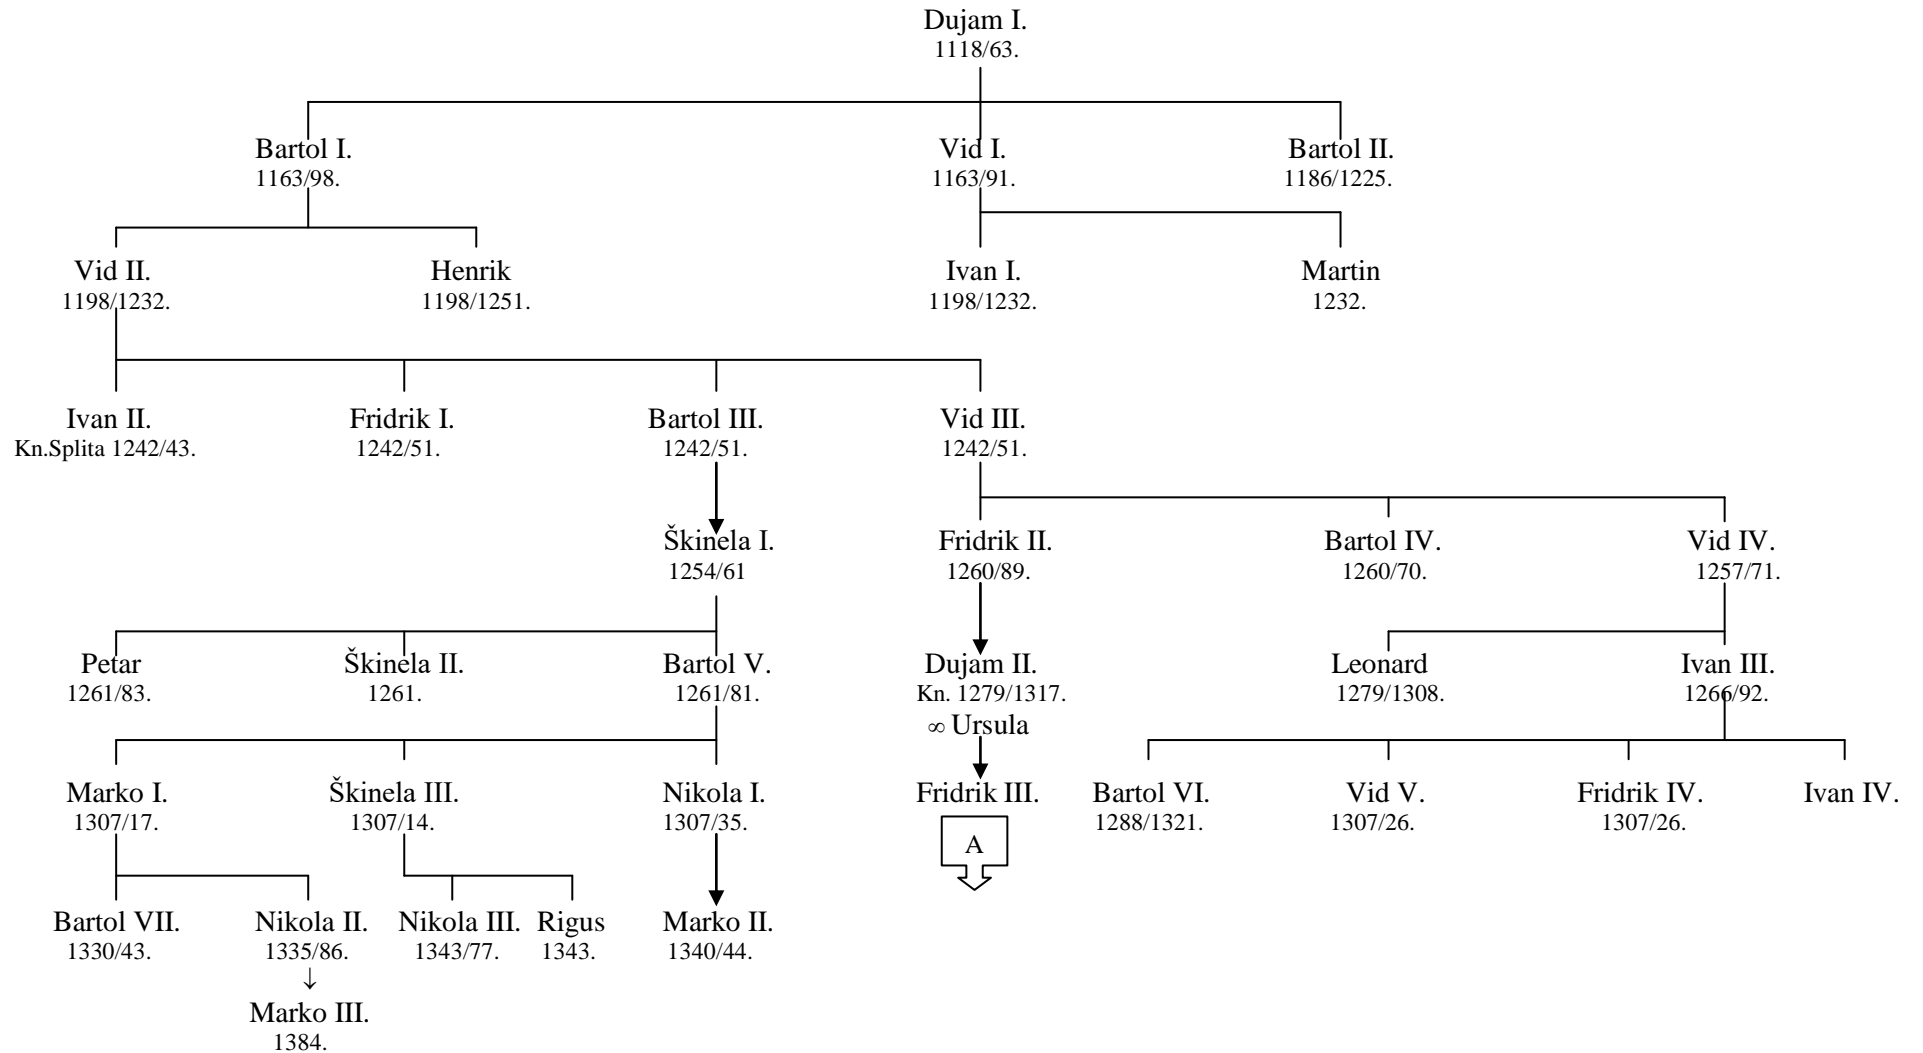 Dujam I.
1118/63.
Bartol I.
1163/98.
Vid I.
1163/91.
Bartol II.
1186/1225.
Vid II.
1198/1232.
Henrik
1198/1251.
Ivan I.
1198/1232.
Martin
1232.
Ivan II.
Kn.Splita 1242/43.
Fridrik I.
1242/51.
Bartol III.
1242/51.
Vid III.
1242/51.
Škinela I.
1254/61
Fridrik II.
1260/89.
Bartol IV.
1260/70.
Vid IV.
1257/71.
Petar
1261/83.
Škinela II.
1261.
Bartol V.
1261/81.
Dujam II.
Kn. 1279/1317.
∞ Ursula
Leonard
1279/1308.
Ivan III.
1266/92.
Marko I.
1307/17.
Škinela III.
1307/14.
Nikola I.
1307/35.
Fridrik III.
A
Bartol VI.
1288/1321.
Vid V.
1307/26.
Fridrik IV.
1307/26.
Ivan IV.
Bartol VII.
1330/43.
Nikola II.
1335/86.
Nikola III.
1343/77.
Rigus
1343.
Marko II.
1340/44.
Marko III.
1384.